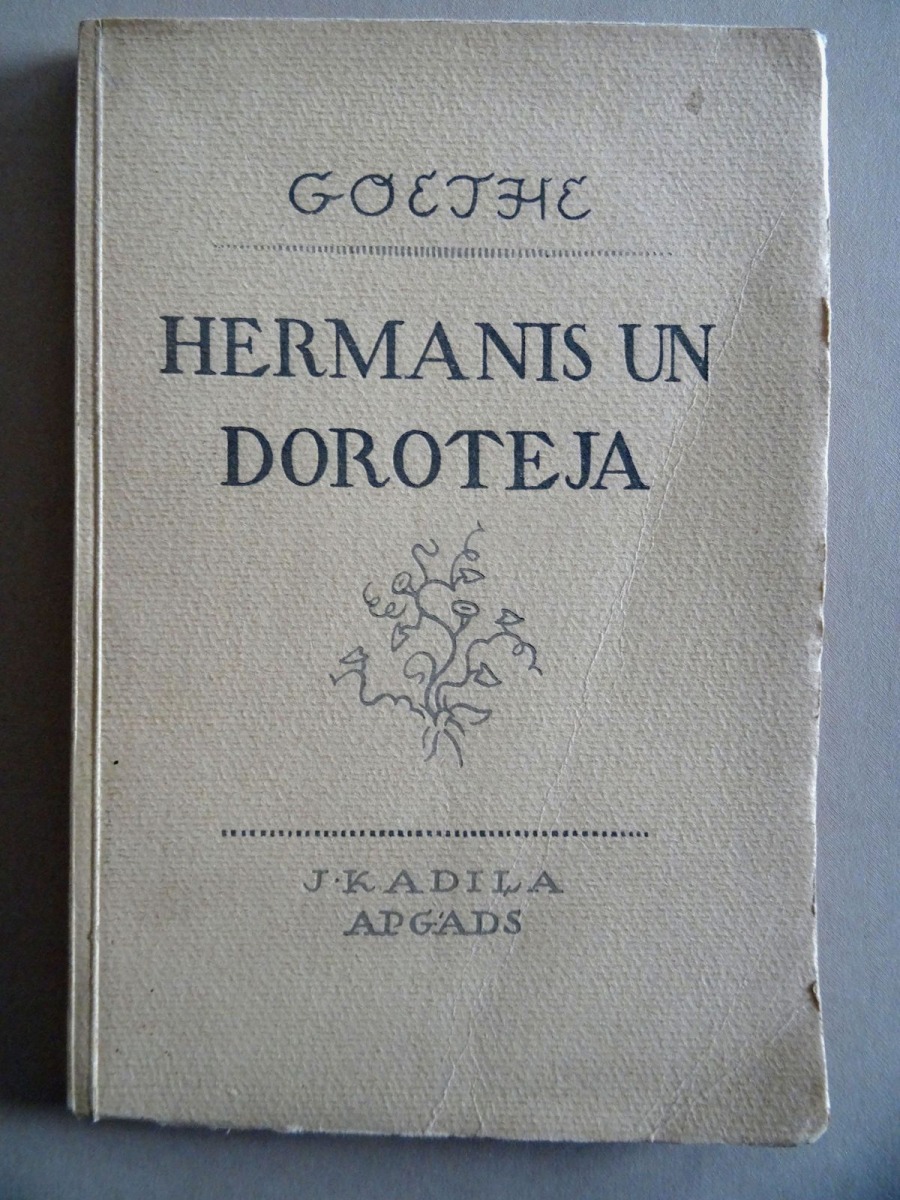 GOETHE
HERMANIS UN
DOROTEJA
J·KADIĻA
APGĀDS